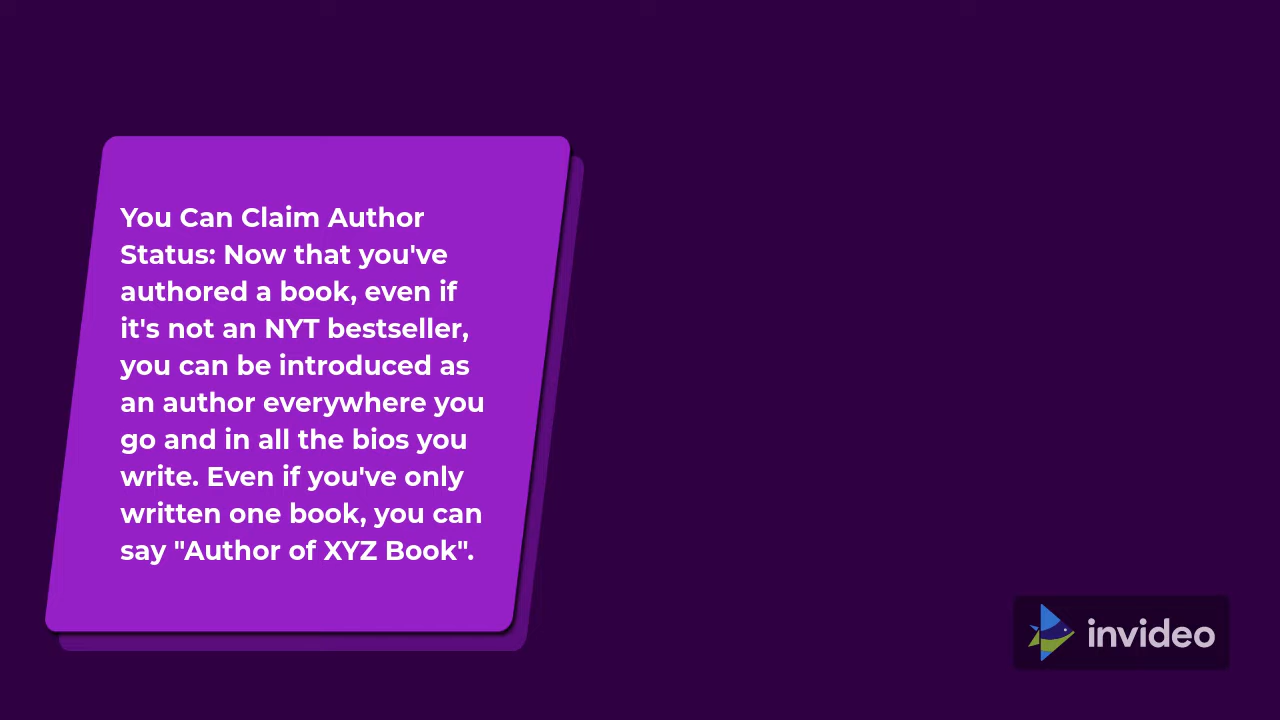 You Can Claim Author
Status: Now that you've
authored a book, even if
it's not an NYT bestseller,
you can be introduced as
an author everywhere you
go and in all the bios you
write. Even if you've only
written one book, you can
say "Author of XYZ Book".
invideo